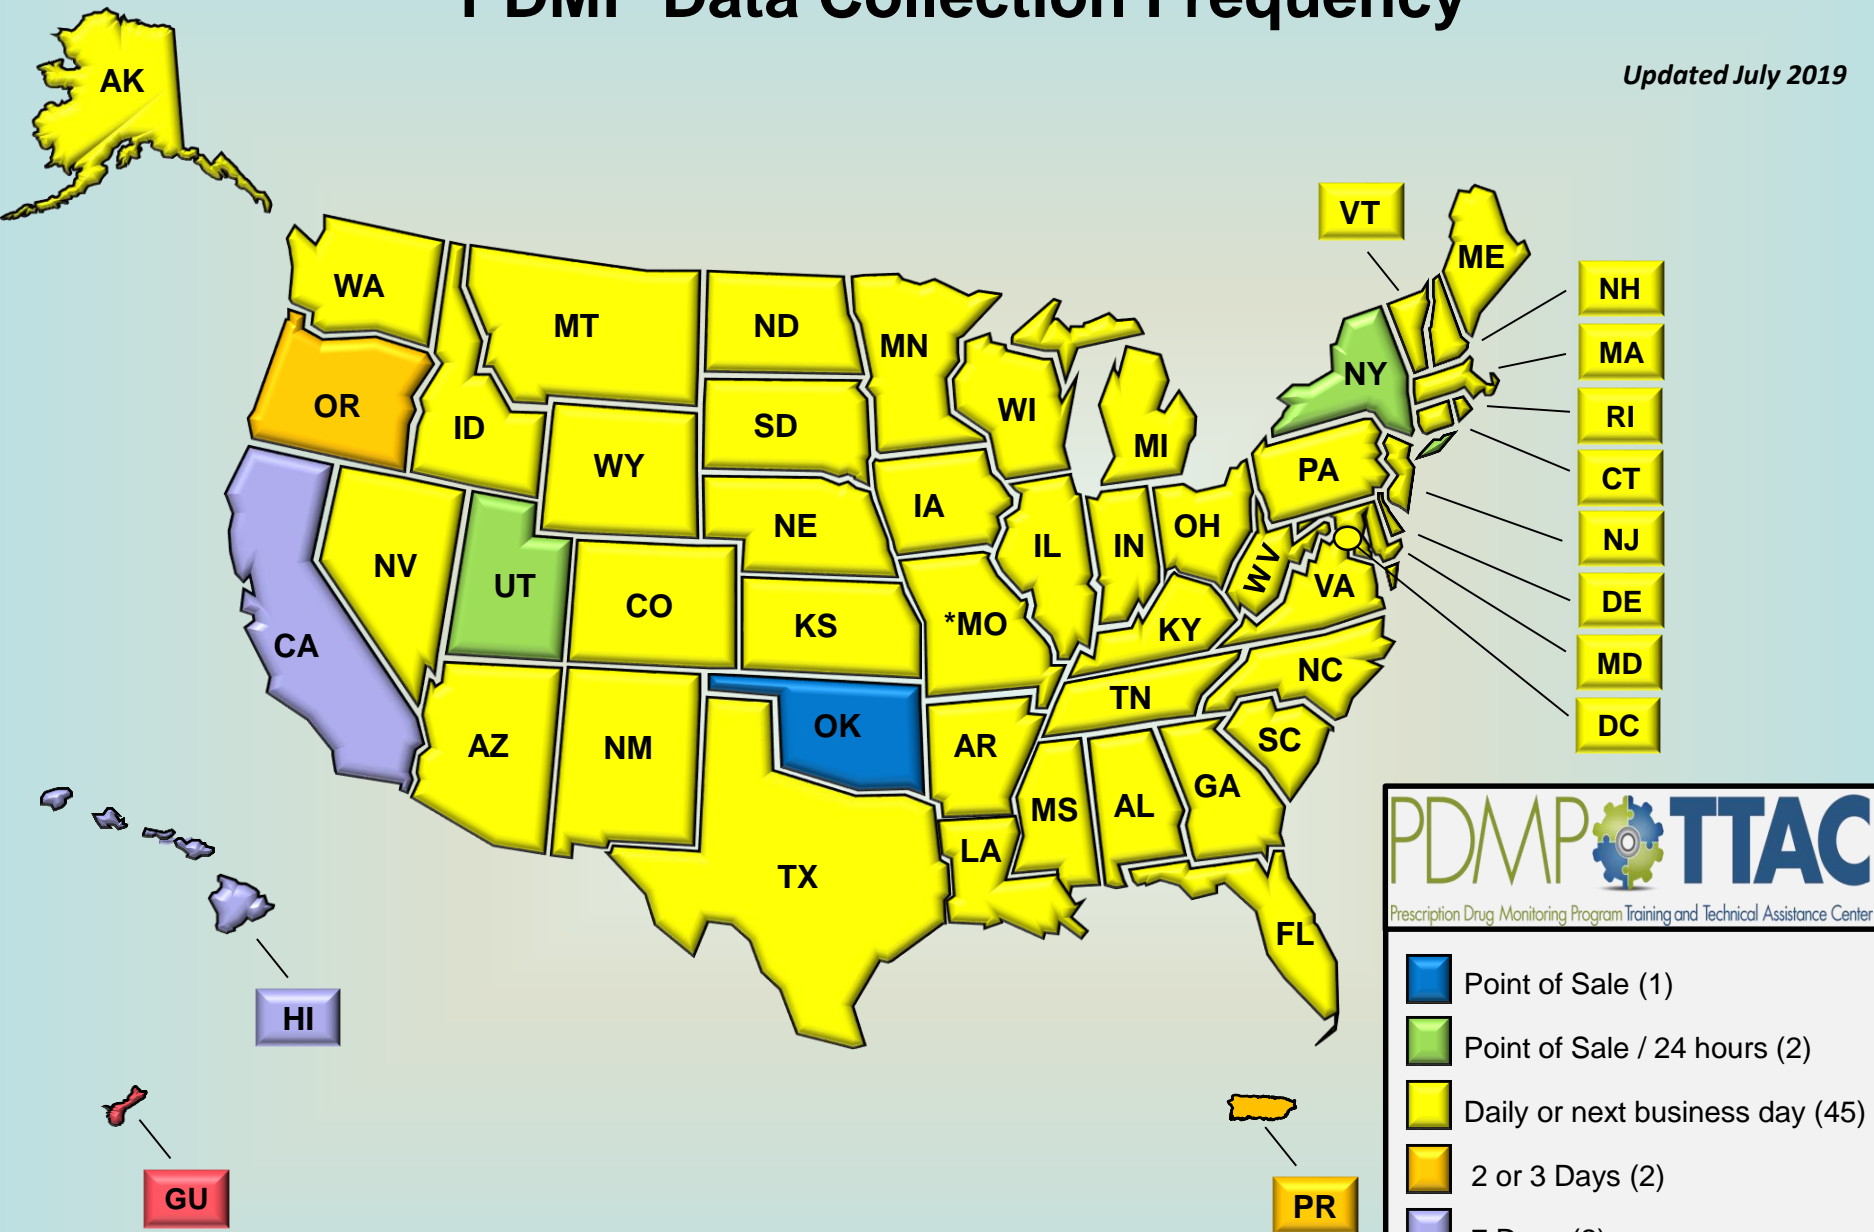 PDMP Data Collection Frequency
Updated July 2019
AK
VT
ME
WA
NH
MT
ND
MN
MA
NY
OR
ID
WI
RI
SD
MI
WY
PA
CT
IA
NE
OH
NJ
IL
IN
NV
UT
WV
VA
CO
DE
KS
*MO
KY
CA
MD
NC
TN
OK
DC
SC
AZ
NM
AR
GA
MS
AL
LA
TX
FL
HI
GU
PR
PDMP TTAC
Prescription Drug Monitoring Program Training and Technical Assistance Center
Point of Sale (1)
Point of Sale / 24 hours (2)
Daily or next business day (45)
2 or 3 Days (2)